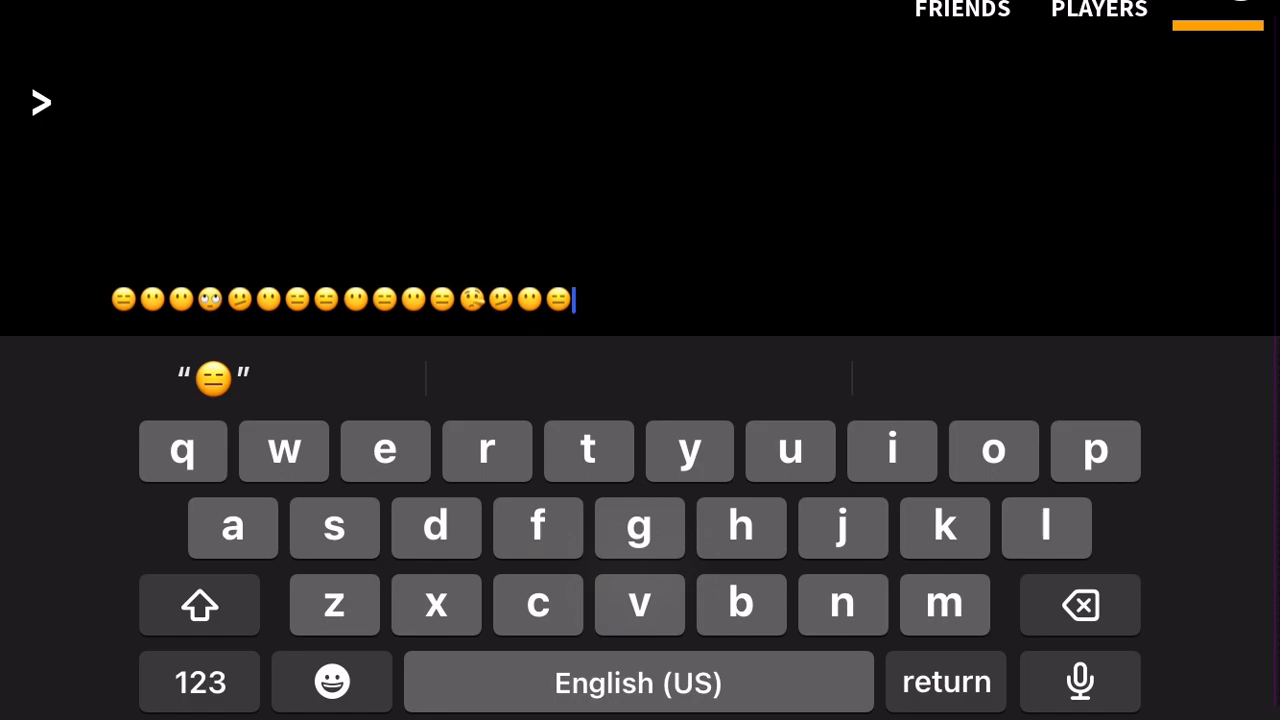 FRIENDS PLAYERS
>
😑😶😶🙄🫤😶😑😑😶😑😶😑🤥🫤😶😑
“😑”
q w e r t y u i o p
a s d f g h j k l
z x c v b n m
123 English (US) return